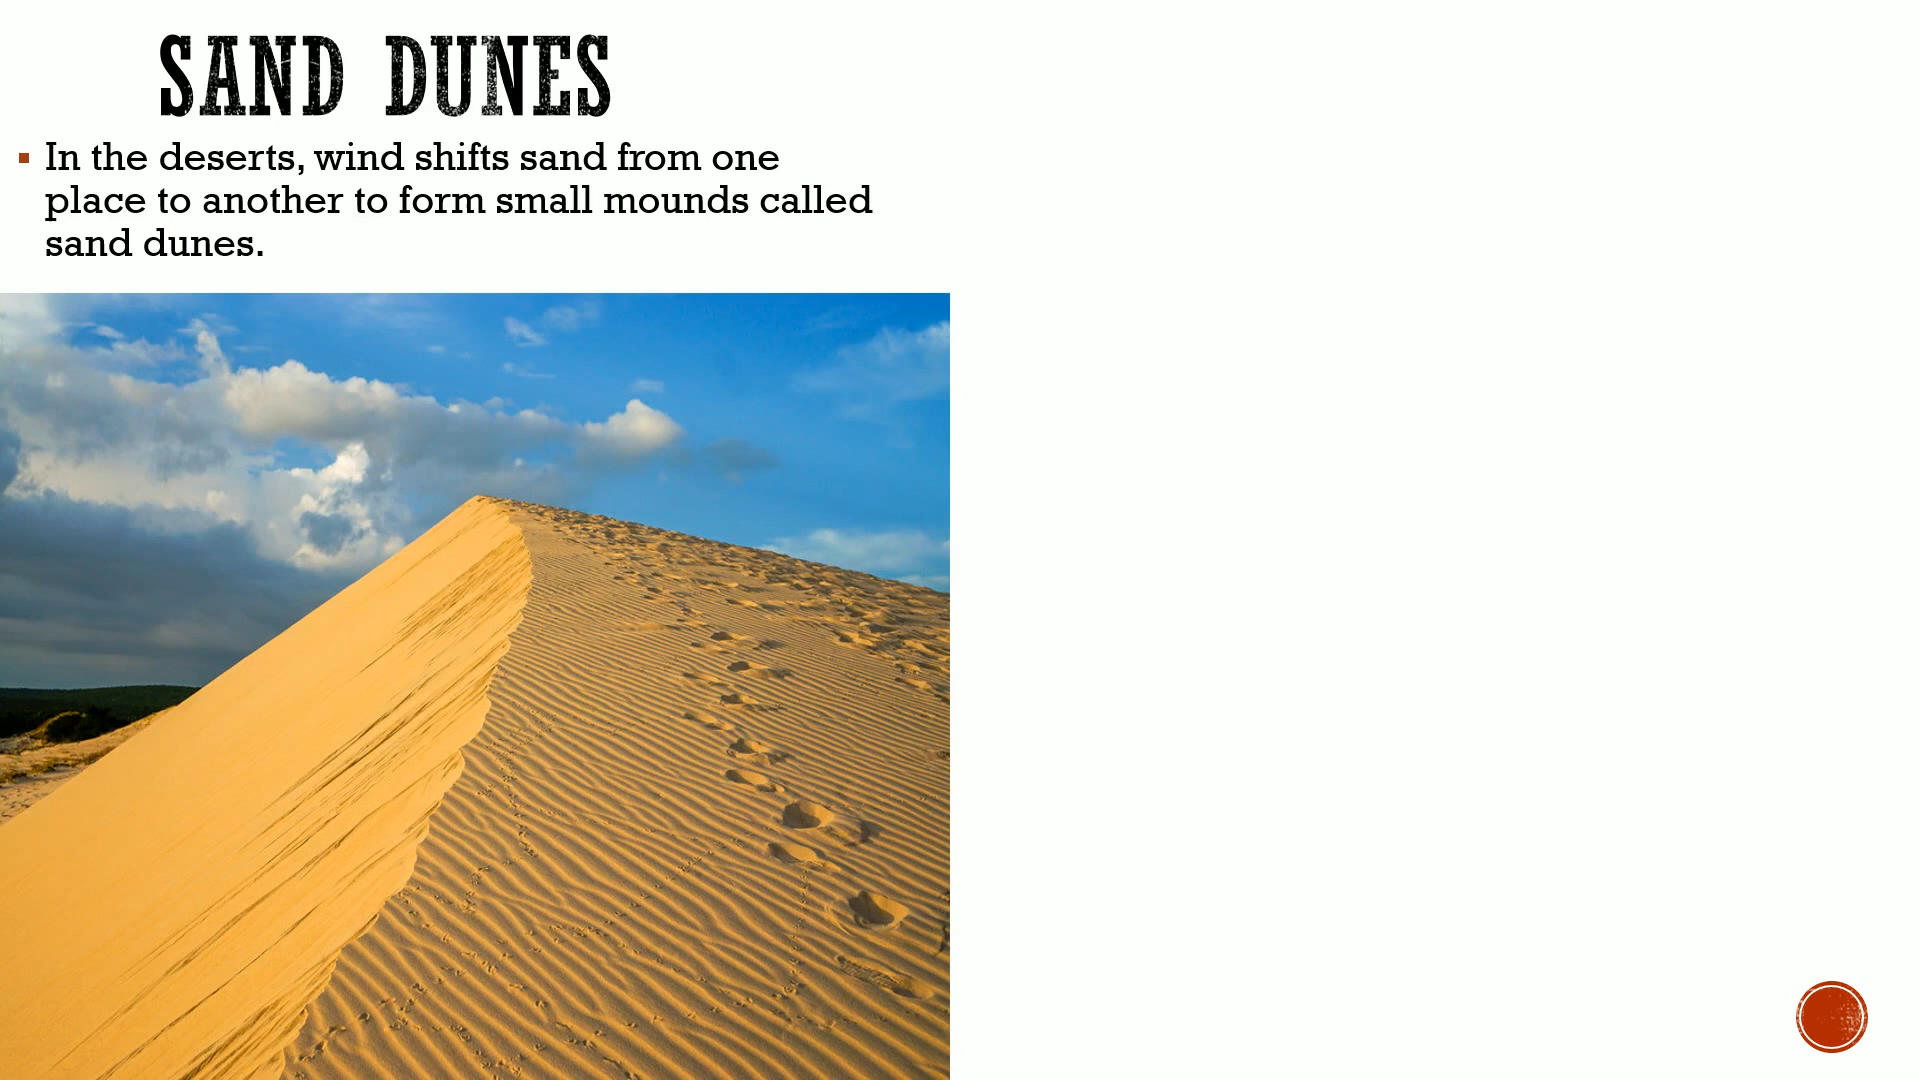 SAND DUNES
In the deserts, wind shifts sand from one
place to another to form small mounds called
sand dunes.